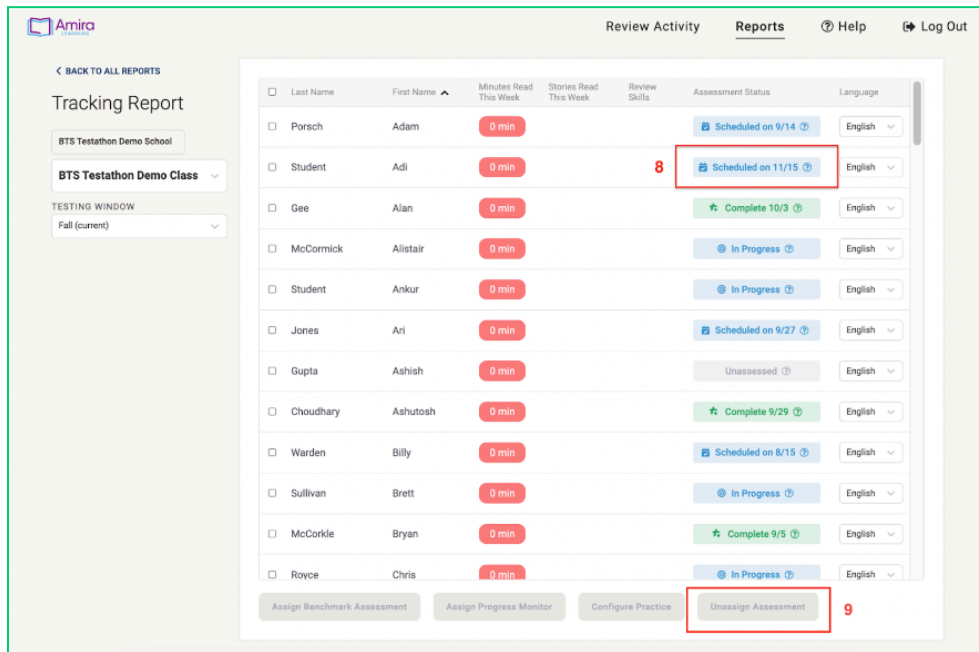 Amira
LEARNING
Review Activity Reports Help Log Out
BACK TO ALL REPORTS
Tracking Report
BTS Testathon Demo School
BTS Testathon Demo Class
TESTING WINDOW
Fall (current)
Last Name First Name Minutes Read This Week Stories Read This Week Review Skills Assessment Status Language
Porsch Adam 0 min Scheduled on 9/14 English
Student Adi 0 min 8 Scheduled on 11/15 English
Gee Alan 0 min Complete 10/3 English
McCormick Alistair 0 min In Progress English
Student Ankur 0 min In Progress English
Jones Ari 0 min Scheduled on 9/27 English
Gupta Ashish 0 min Unassessed English
Choudhary Ashutosh 0 min Complete 9/29 English
Warden Billy 0 min Scheduled on 8/15 English
Sullivan Brett 0 min In Progress English
McCorkle Bryan 0 min Complete 9/5 English
Royce Chris 0 min In Progress English
Assign Benchmark Assessment Assign Progress Monitor Configure Practice Unassign Assessment 9